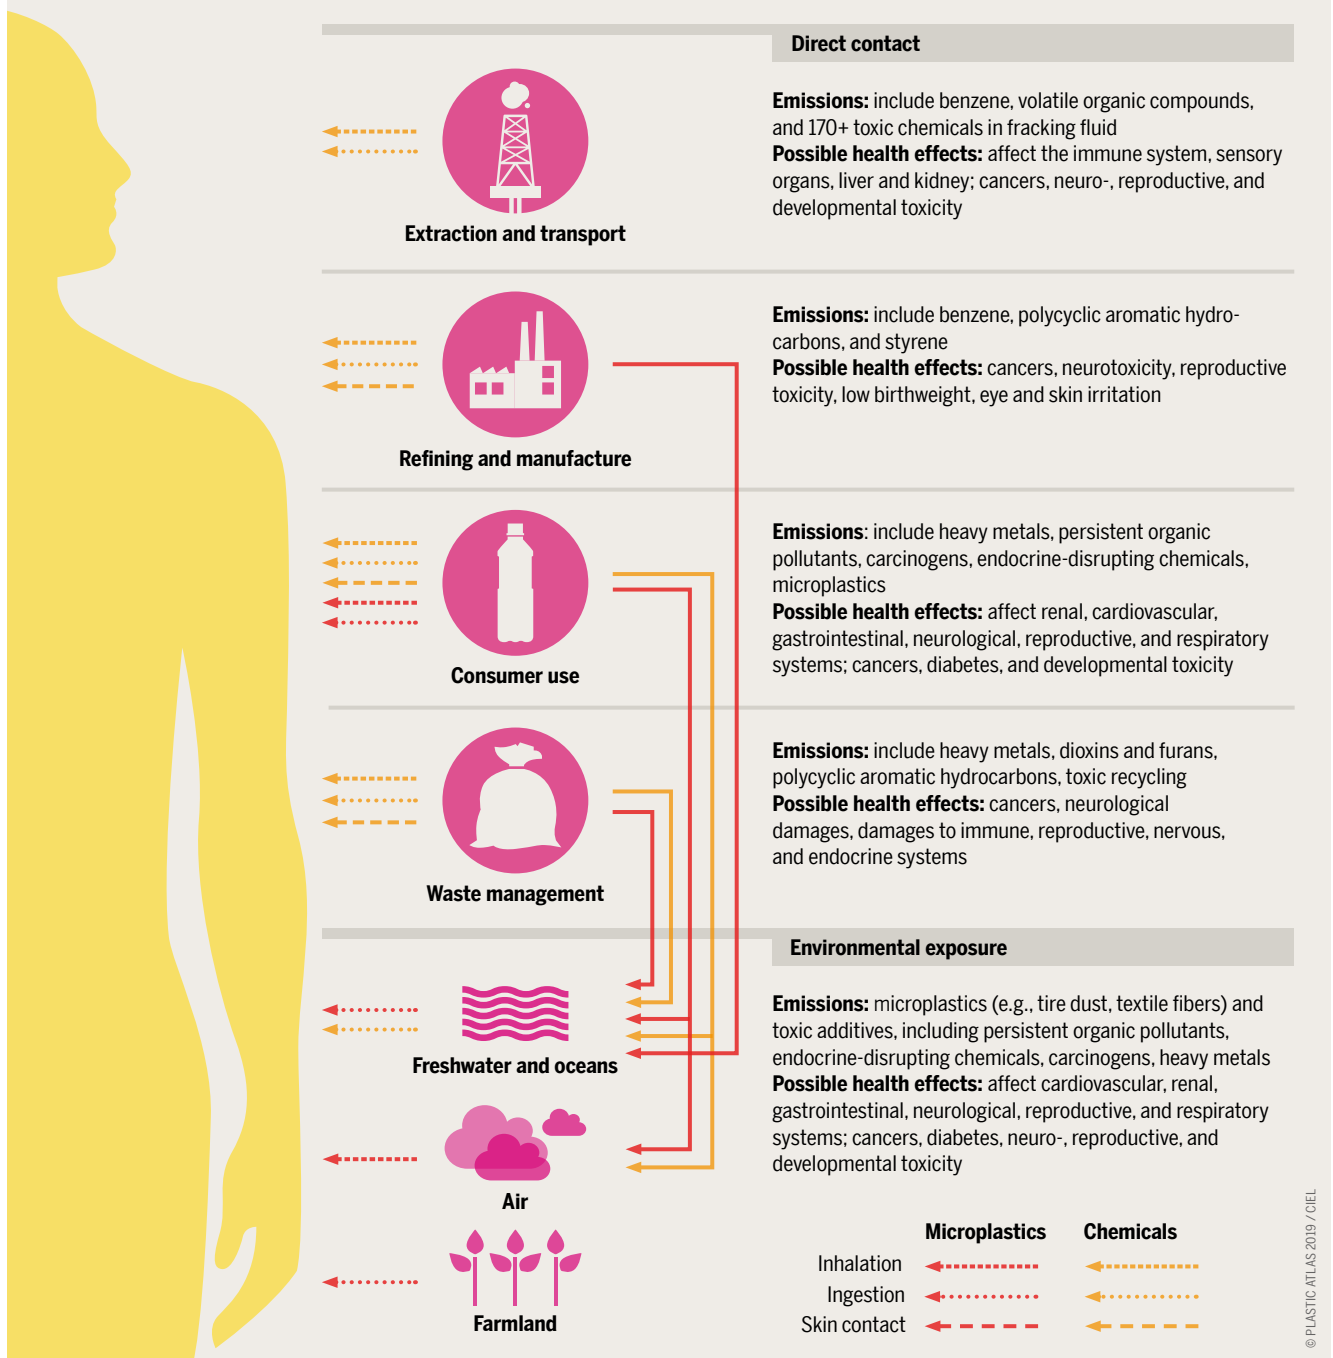 Direct contact
Emissions: include benzene, volatile organic compounds,
and 170+ toxic chemicals in fracking fluid
Possible health effects: affect the immune system, sensory
organs, liver and kidney; cancers, neuro-, reproductive, and
developmental toxicity
Extraction and transport
Emissions: include benzene, polycyclic aromatic hydro-
carbons, and styrene
Possible health effects: cancers, neurotoxicity, reproductive
toxicity, low birthweight, eye and skin irritation
Refining and manufacture
Emissions: include heavy metals, persistent organic
pollutants, carcinogens, endocrine-disrupting chemicals,
microplastics
Possible health effects: affect renal, cardiovascular,
gastrointestinal, neurological, reproductive, and respiratory
systems; cancers, diabetes, and developmental toxicity
Consumer use
Emissions: include heavy metals, dioxins and furans,
polycyclic aromatic hydrocarbons, toxic recycling
Possible health effects: cancers, neurological
damages, damages to immune, reproductive, nervous,
and endocrine systems
Waste management
Environmental exposure
Emissions: microplastics (e.g., tire dust, textile fibers) and
toxic additives, including persistent organic pollutants,
endocrine-disrupting chemicals, carcinogens, heavy metals
Possible health effects: affect cardiovascular, renal,
gastrointestinal, neurological, reproductive, and respiratory
systems; cancers, diabetes, neuro-, reproductive, and
developmental toxicity
Freshwater and oceans
Air
Farmland
Microplastics Chemicals
Inhalation
Ingestion
Skin contact
© PLASTIC ATLAS 2019 / CIEL